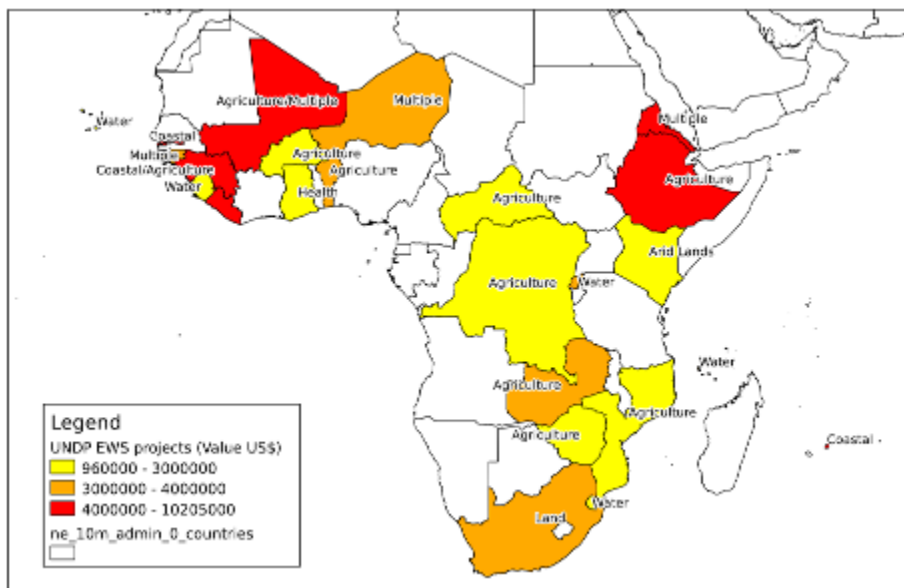 Agriculture/Multiple
Multiple
Water
Coastal
Multiple
Multiple
Agriculture
Coastal/Agriculture
Agriculture
Water
Health
Agriculture
Agriculture
Arid Lands
Agriculture
Water
Water
Agriculture
Agriculture
Agriculture
Coastal
Water
Land
Legend
UNDP EWS projects (Value US$)
960000 - 3000000
3000000 - 4000000
4000000 - 10205000
ne_10m_admin_0_countries